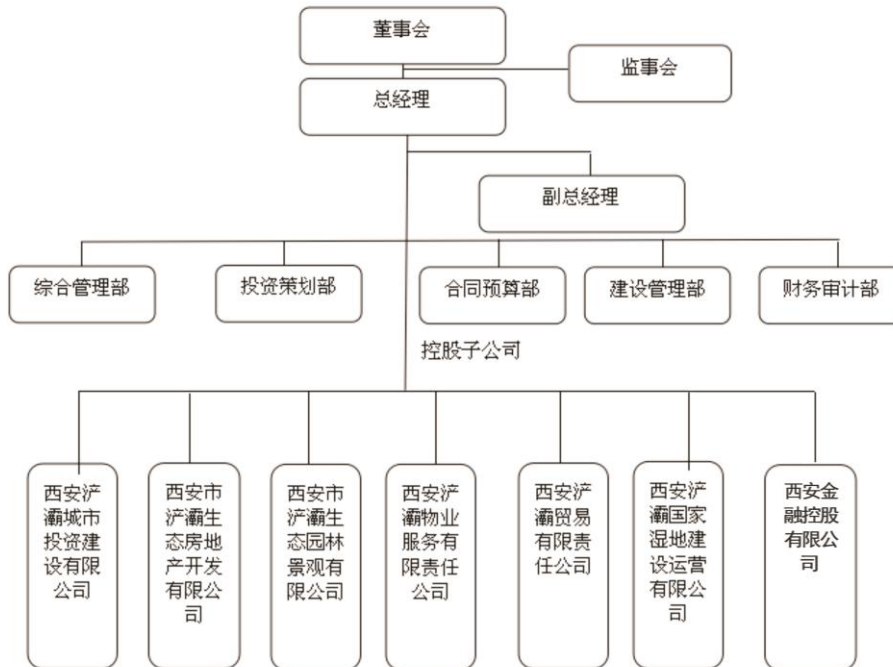 董事会
监事会
总经理
副总经理
综合管理部
投资策划部
合同预算部
建设管理部
财务审计部
控股子公司
西安浐
灞城市
投资建
设有限
公司
西安市
浐灞生
态房地
产开发
有限公
司
西安市
浐灞生
态园林
景观有
限公司
西安浐
灞物业
服务有
限责任
公司
西安浐
灞贸易
有限责
任公司
西安浐
灞国家
湿地建
设运营
有限公
司
西安金
融控股
有限公
司